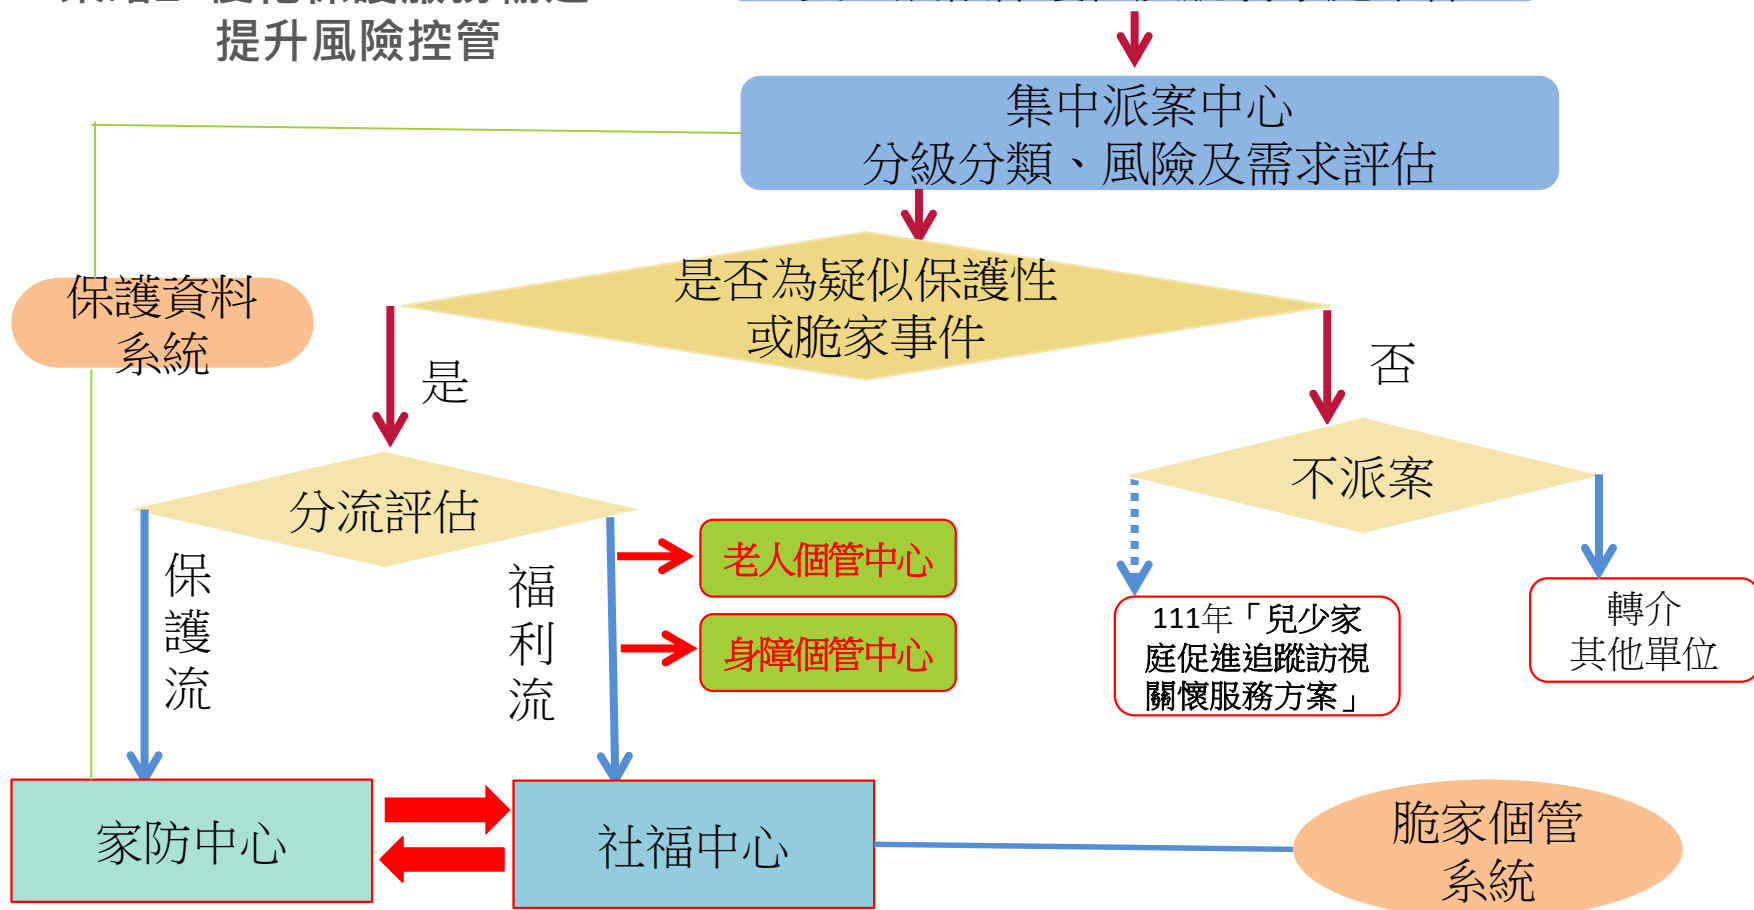 提升風險控管
集中派案中心
分級分類、風險及需求評估
是否為疑似保護性
或脆家事件
保護資料
系統
是
否
分流評估
不派案
保護流
福利流
老人個管中心
身障個管中心
111年「兒少家
庭促進追蹤訪視
關懷服務方案」
轉介
其他單位
家防中心
社福中心
脆家個管
系統